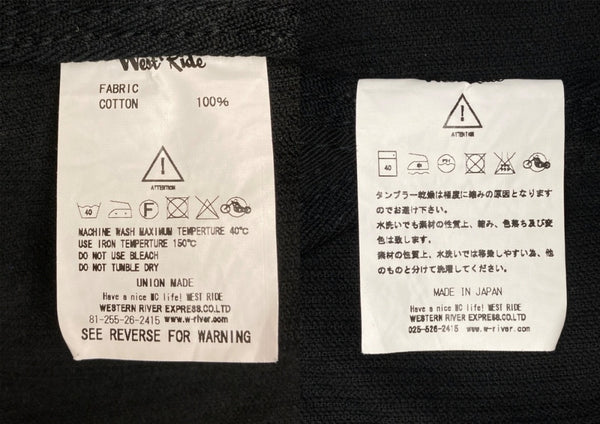 West Ride
FABRIC
COTTON 100%
ATTENTION
40 F
MACHINE WASH MAXIMUM TEMPERTURE 40℃
USE IRON TEMPERTURE 150℃
DO NOT USE BLEACH
DO NOT TUMBLE DRY
UNION MADE
Have a nice MC life! WEST RIDE
WESTERN RIVER EXPRESS.CO.LTD
81-255-26-2415 www.w-river.com
SEE REVERSE FOR WARNING
ATTENTION
40
タンブラー乾燥は極度に縮みの原因となります
のでお避け下さい。
水洗いでも素材の性質上、縮み、色落ち及び変
色は致します。
素材の性質上、水洗いでは移染しやすい為、他
のものと分けて洗濯してください。
MADE IN JAPAN
Have a nice MC life! WEST RIDE
WESTERN RIVER EXPRESS.CO.LTD
025-526-2415 www.w-river.com